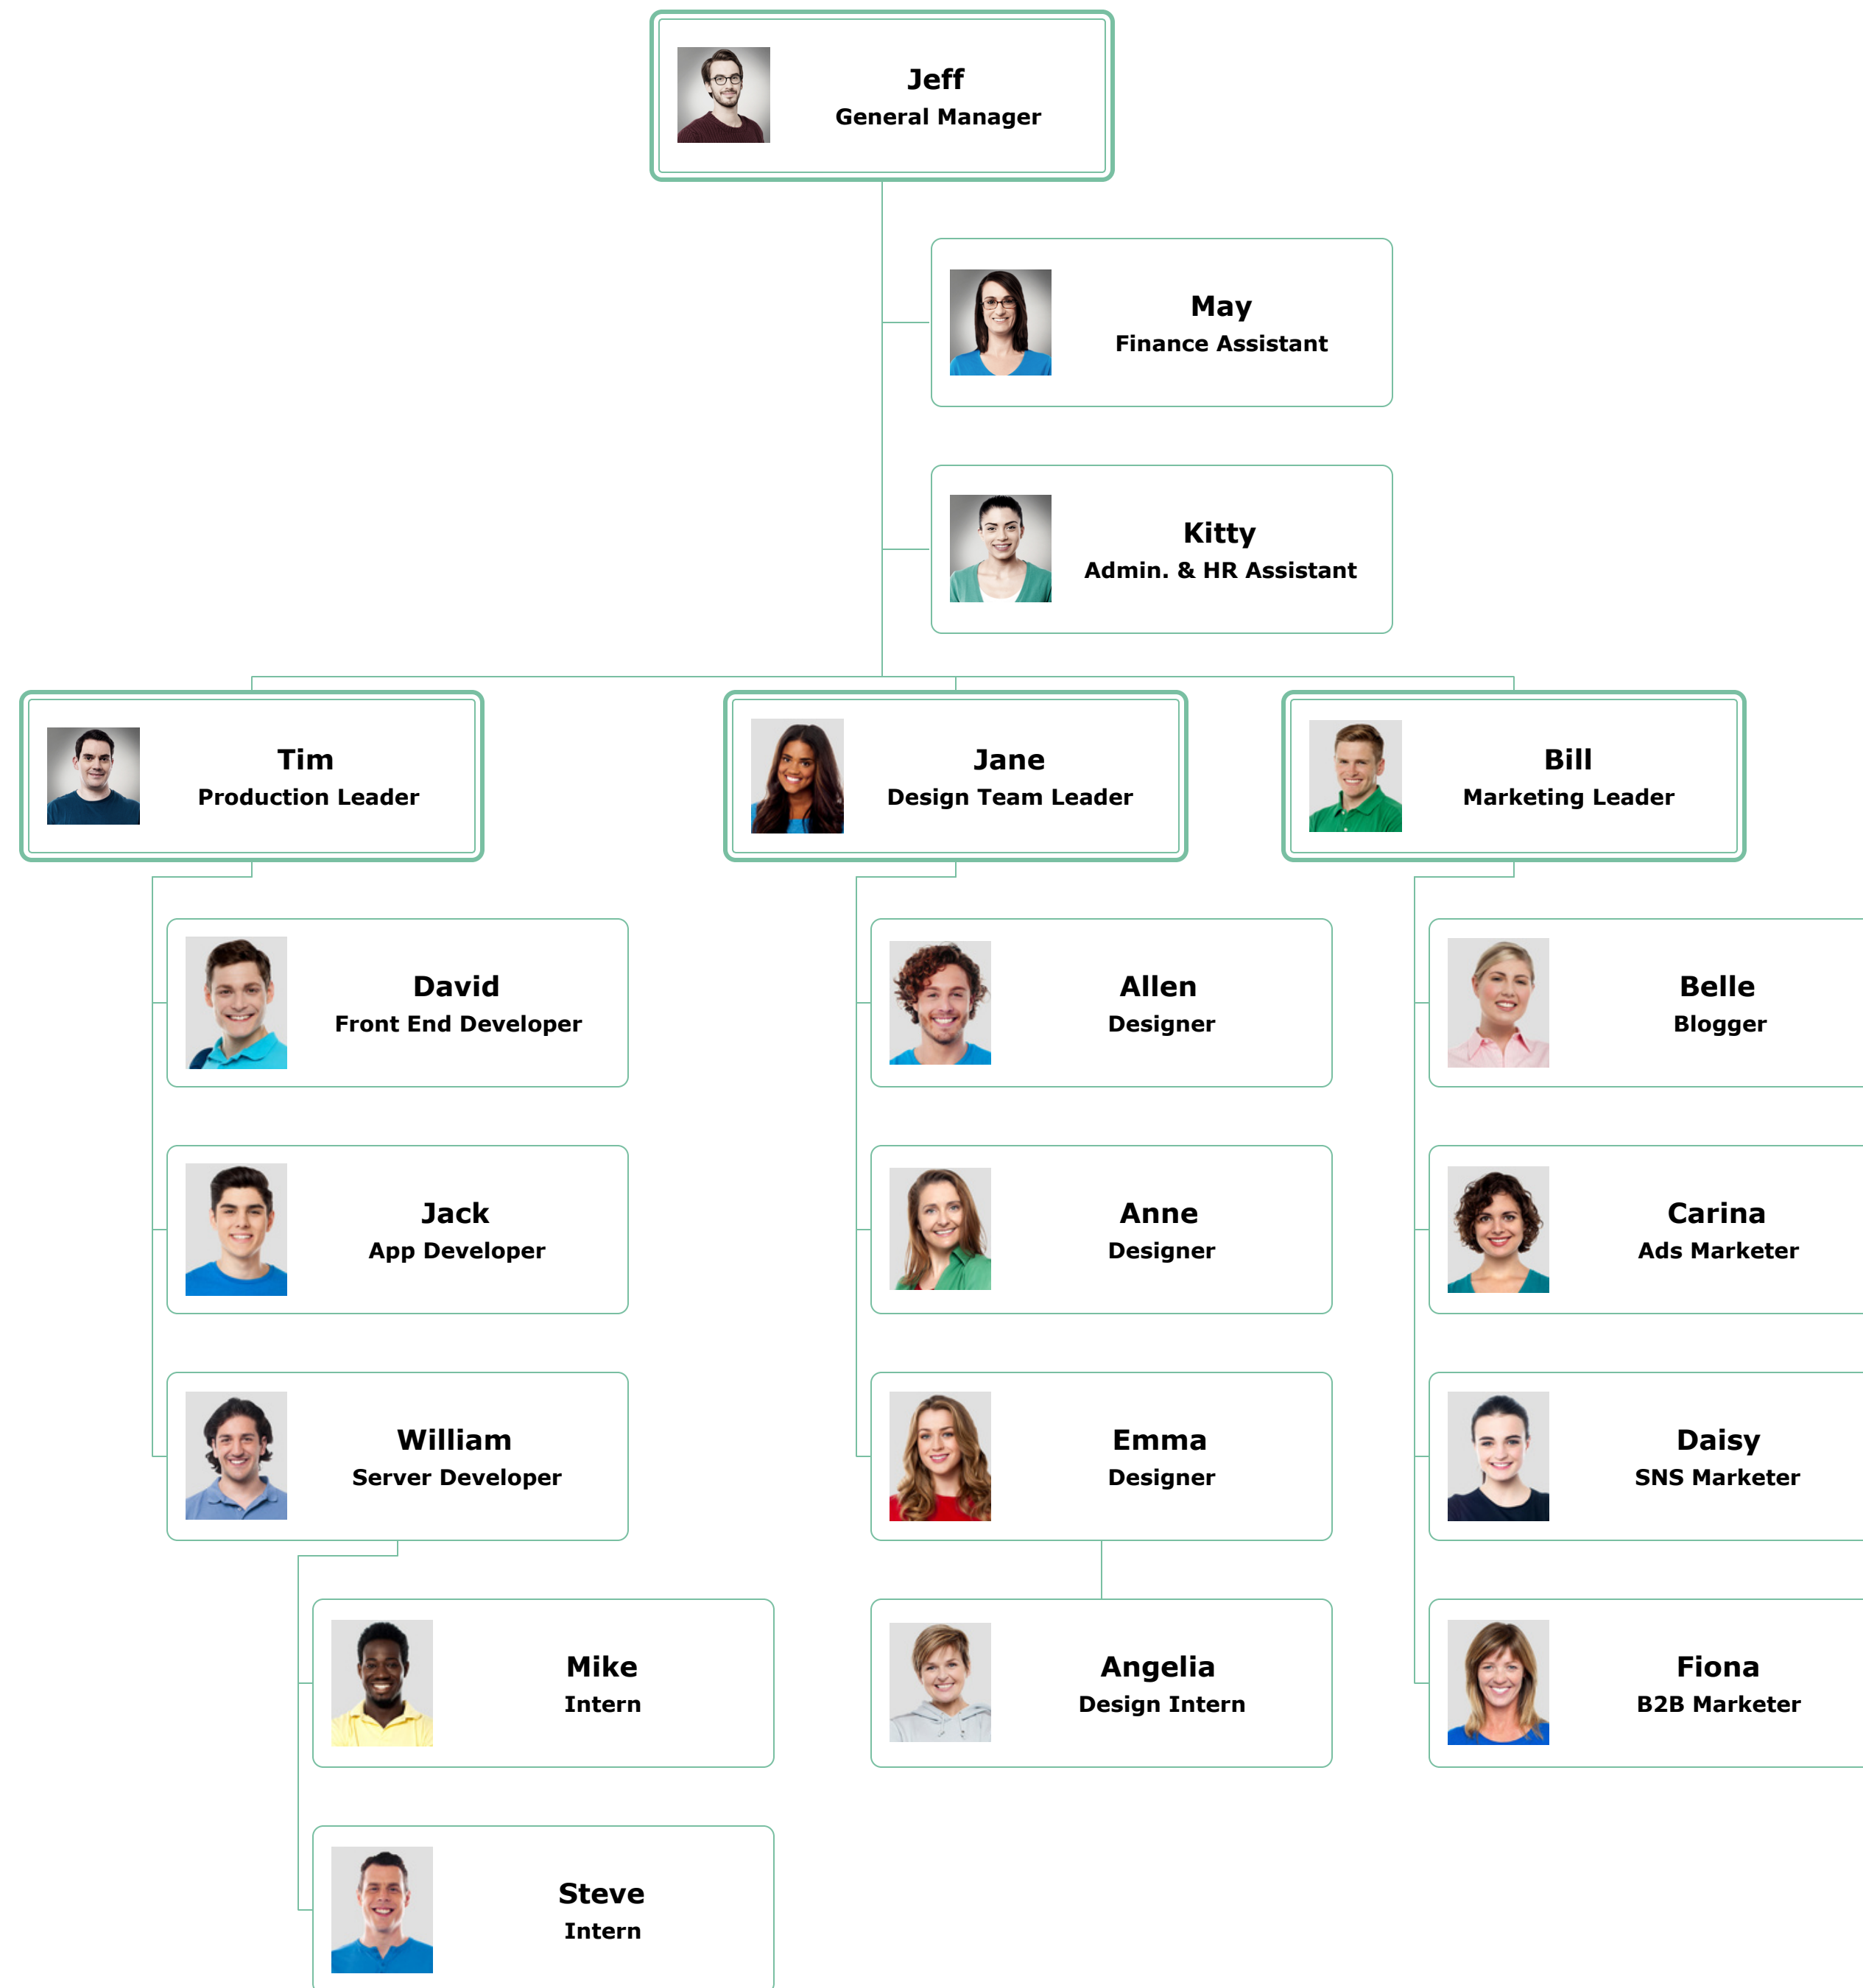 Jeff
General Manager
May
Finance Assistant
Kitty
Admin. & HR Assistant
Tim
Production Leader
Jane
Design Team Leader
Bill
Marketing Leader
David
Front End Developer
Allen
Designer
Belle
Blogger
Jack
App Developer
Anne
Designer
Carina
Ads Marketer
William
Server Developer
Emma
Designer
Daisy
SNS Marketer
Mike
Intern
Angelia
Design Intern
Fiona
B2B Marketer
Steve
Intern